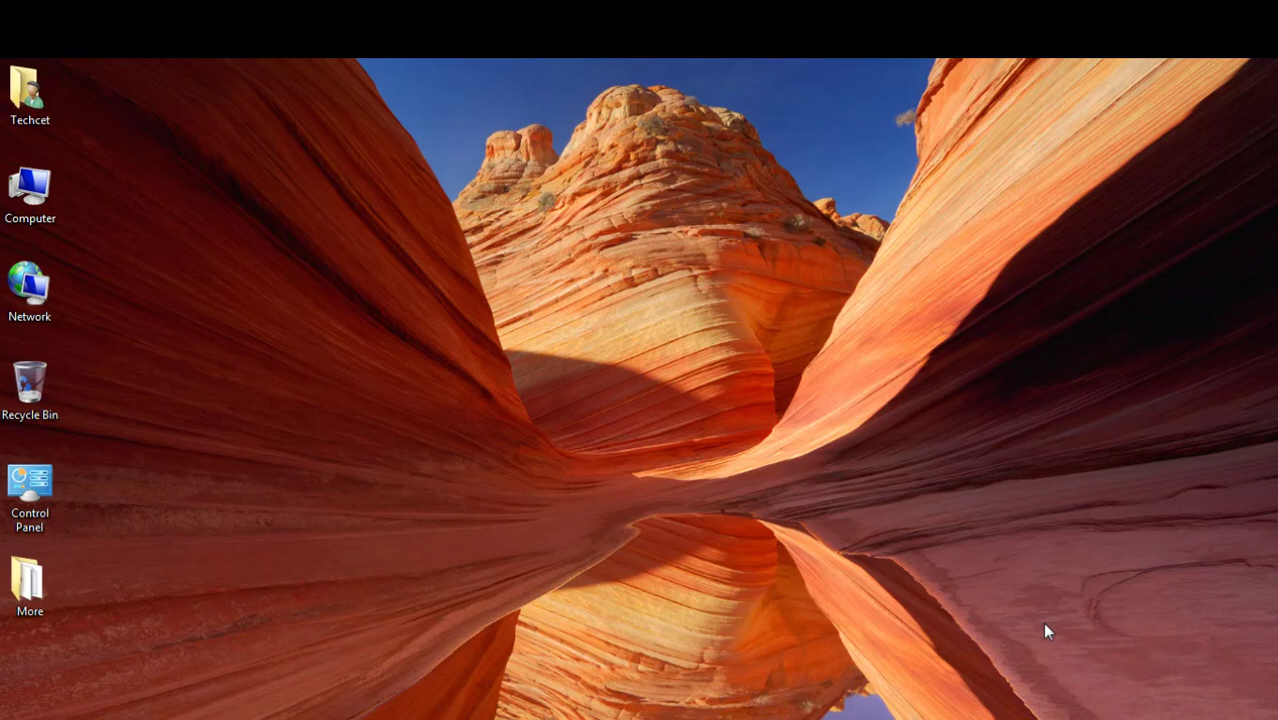 Techcet
Computer
Network
Recycle Bin
Control
Panel
More